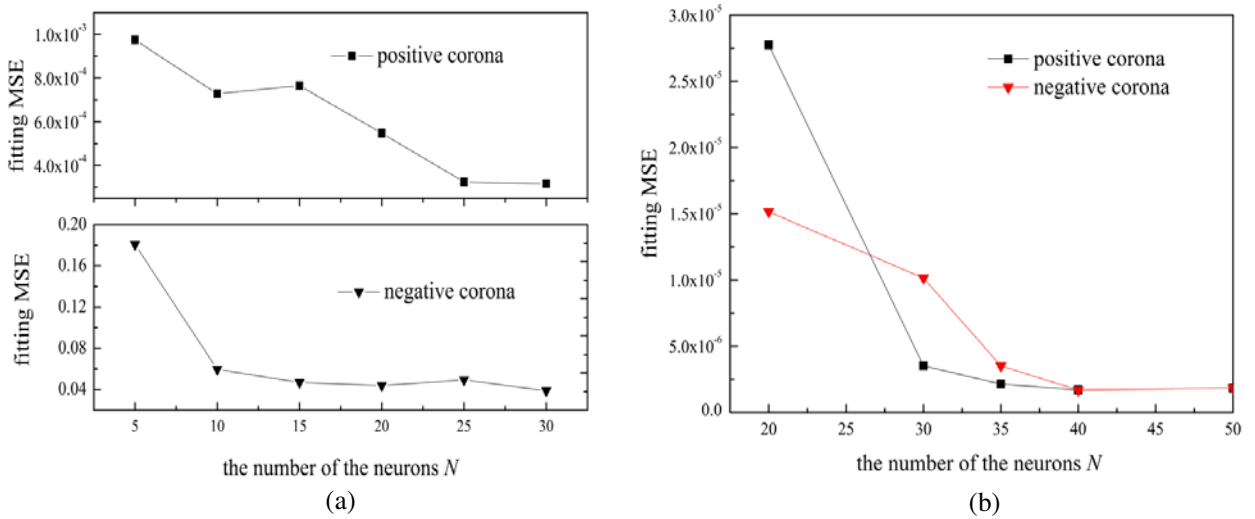 1.0x10⁻³
8.0x10⁻⁴
6.0x10⁻⁴
4.0x10⁻⁴
fitting MSE
positive corona
0.20
0.16
0.12
0.08
0.04
fitting MSE
negative corona
5 10 15 20 25 30
the number of the neurons N
(a)
3.0x10⁻⁵
2.5x10⁻⁵
2.0x10⁻⁵
1.5x10⁻⁵
1.0x10⁻⁵
5.0x10⁻⁶
0.0
fitting MSE
positive corona
negative corona
20 25 30 35 40 45 50
the number of the neurons N
(b)